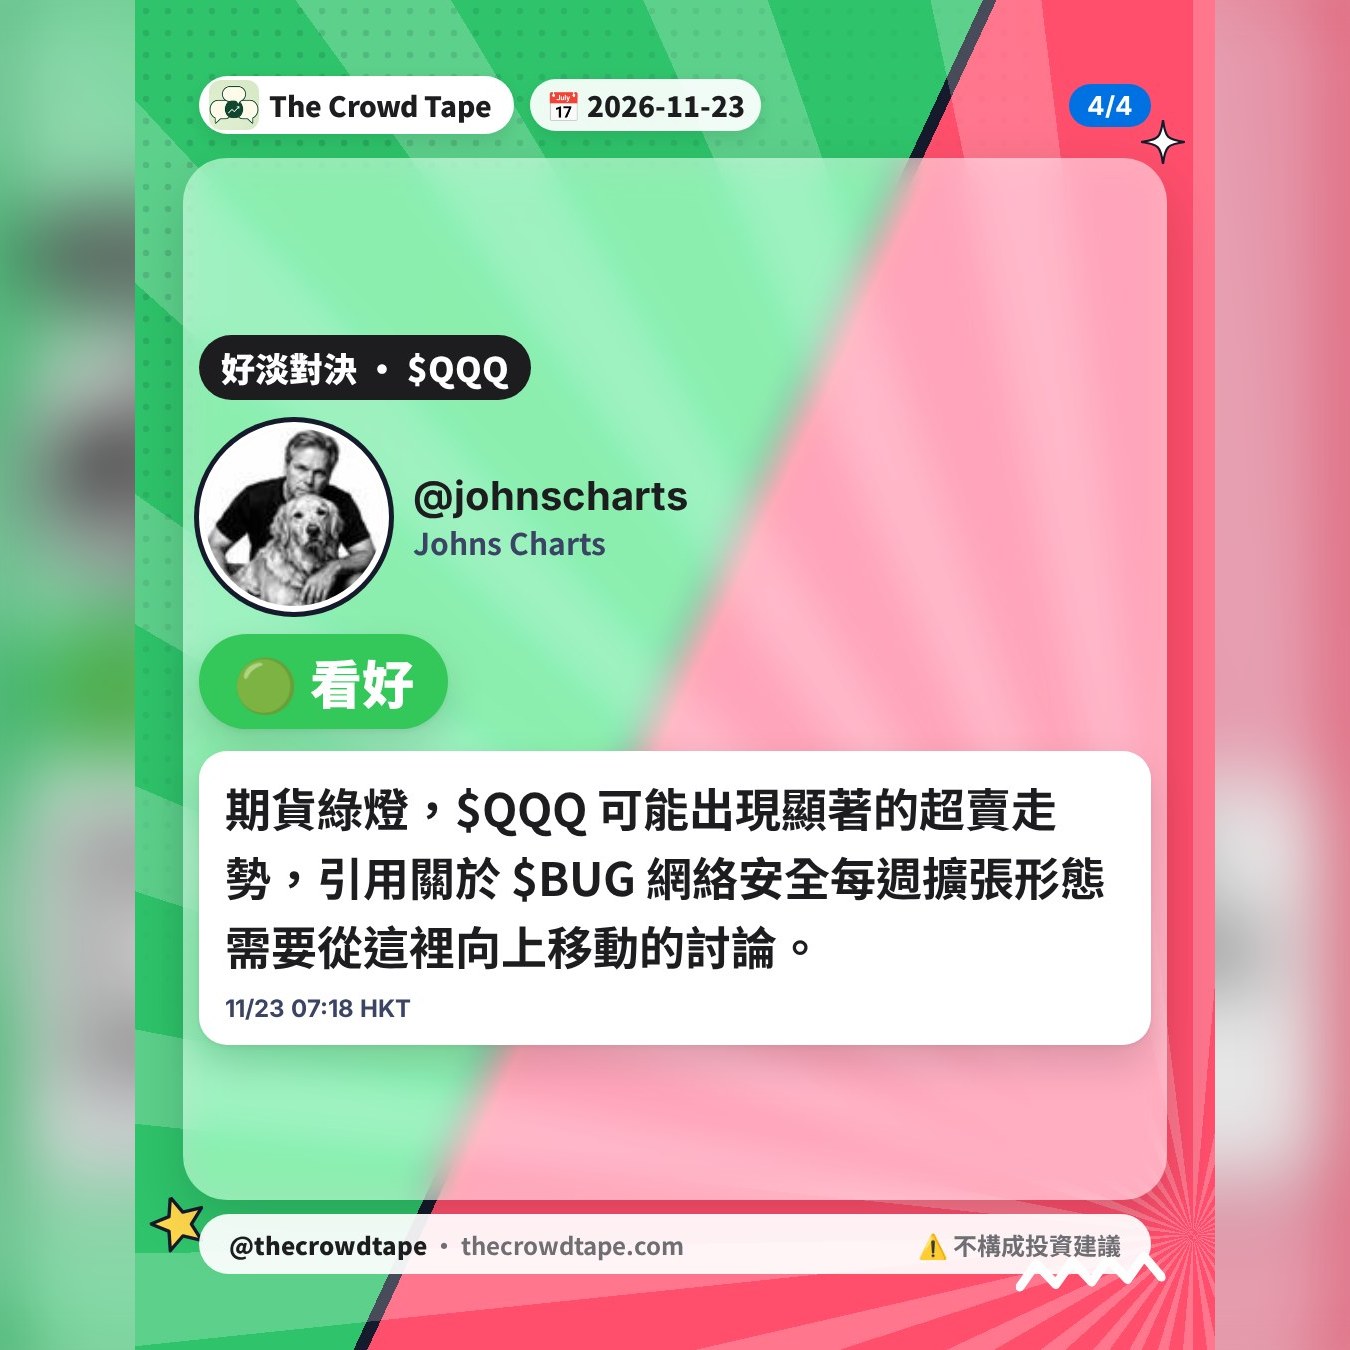 The Crowd Tape
2026-11-23
4/4
好淡對決 · $QQQ
@johnscharts
Johns Charts
看好
期貨綠燈，$QQQ 可能出現顯著的超賣走
勢，引用關於 $BUG 網絡安全每週擴張形態
需要從這裡向上移動的討論。
11/23 07:18 HKT
@thecrowdtape · thecrowdtape.com
⚠️ 不構成投資建議